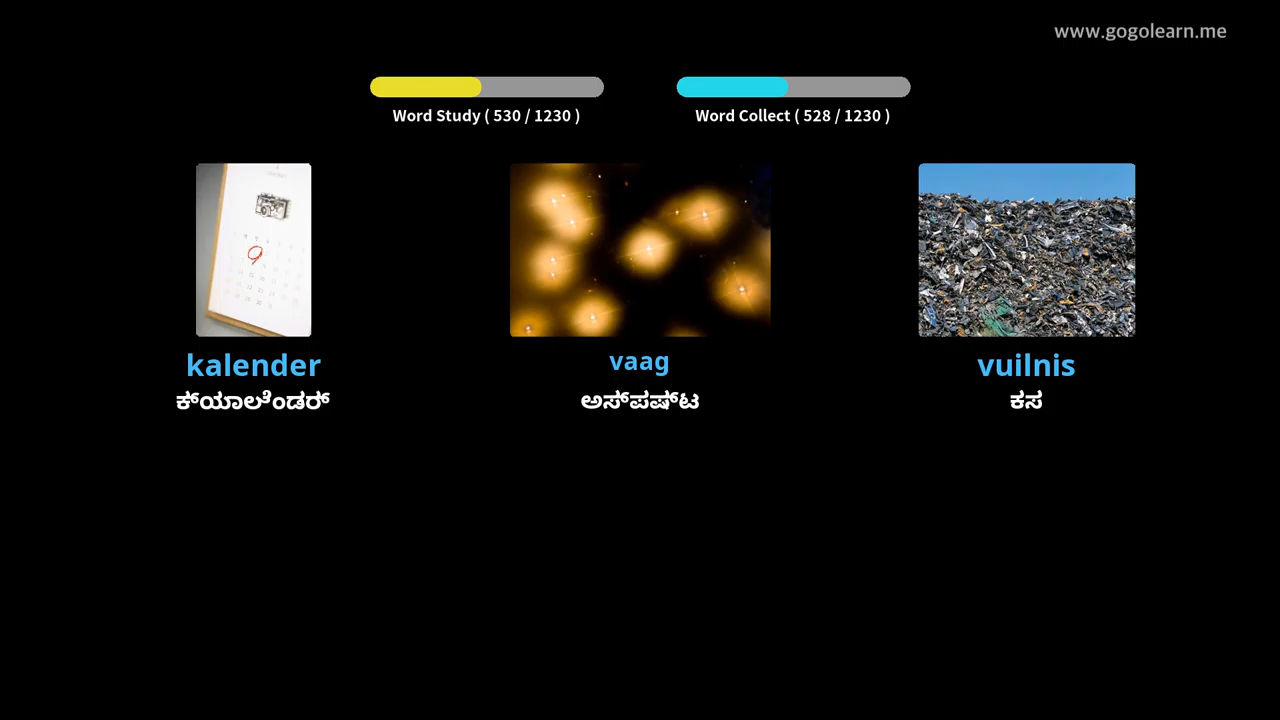 www.gogolearn.me
Word Study ( 530 / 1230 )
Word Collect ( 528 / 1230 )
kalender
vaag
vuilnis
ಕ್‌ಯಾಲೆಂಡರ್
ಅಸ್‌ಪಷ್‌ಟ
ಕಸ